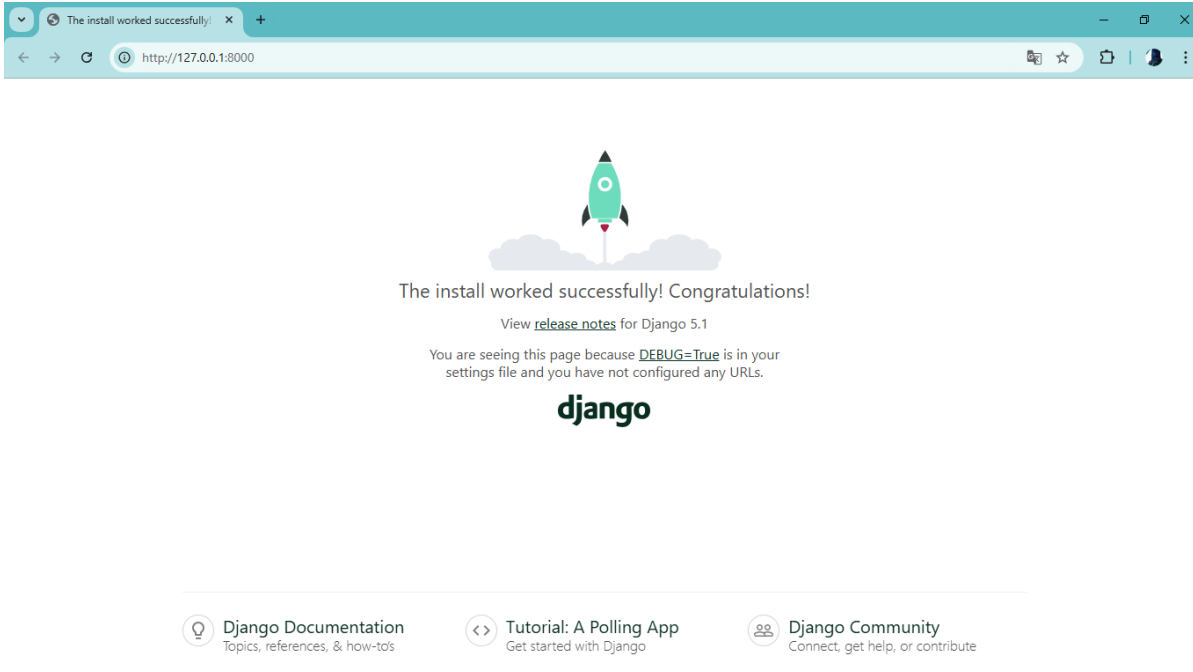 The install worked successfully!
http://127.0.0.1:8000
The install worked successfully! Congratulations!
View release notes for Django 5.1
You are seeing this page because DEBUG=True is in your
settings file and you have not configured any URLs.
django
Django Documentation
Topics, references, & how-to's
Tutorial: A Polling App
Get started with Django
Django Community
Connect, get help, or contribute